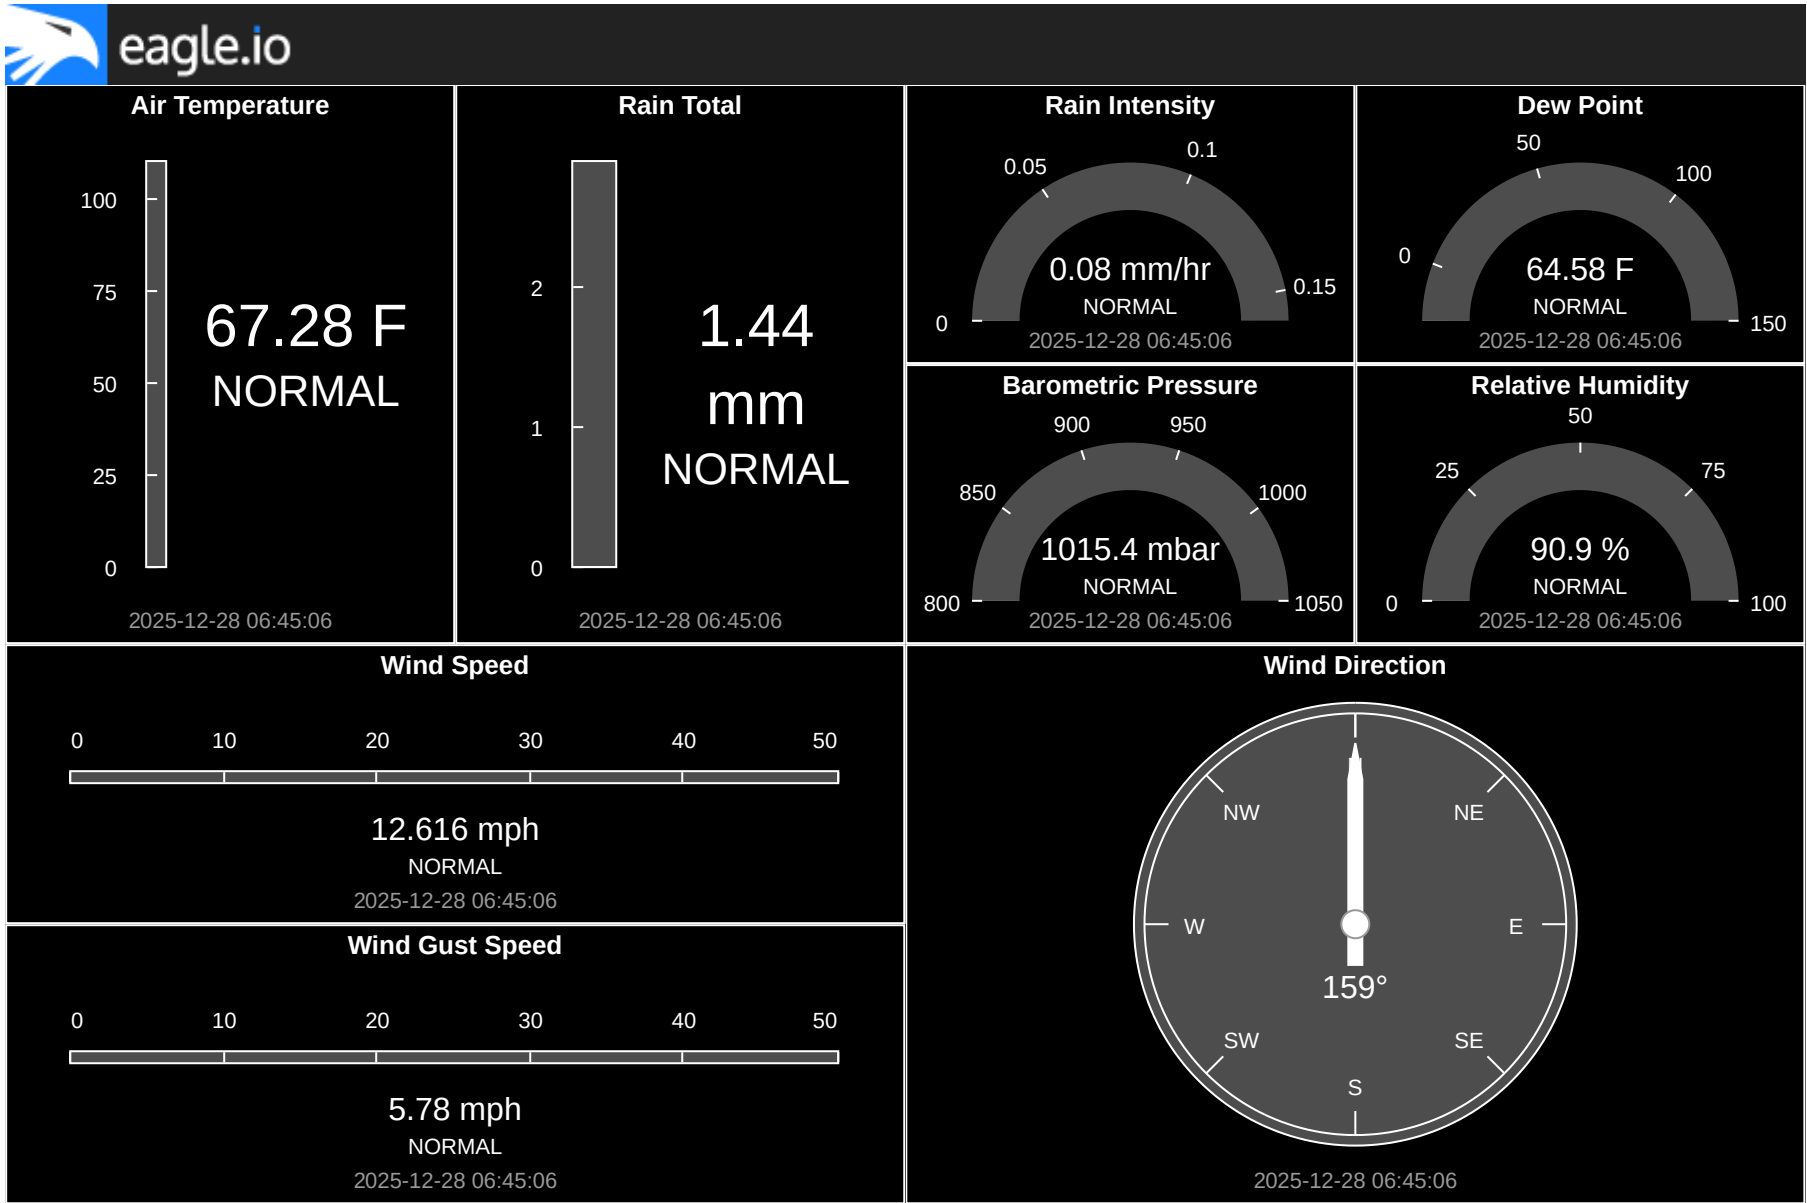 eagle.io
Air Temperature
100
75
50
25
0
67.28 F
NORMAL
2025-12-28 06:45:06
Rain Total
2
1
0
1.44
mm
NORMAL
2025-12-28 06:45:06
Rain Intensity
0
0.05
0.1
0.15
0.08 mm/hr
NORMAL
2025-12-28 06:45:06
Dew Point
0
50
100
150
64.58 F
NORMAL
2025-12-28 06:45:06
Barometric Pressure
800
850
900
950
1000
1050
1015.4 mbar
NORMAL
2025-12-28 06:45:06
Relative Humidity
0
25
50
75
100
90.9 %
NORMAL
2025-12-28 06:45:06
Wind Speed
0 10 20 30 40 50
12.616 mph
NORMAL
2025-12-28 06:45:06
Wind Gust Speed
0 10 20 30 40 50
5.78 mph
NORMAL
2025-12-28 06:45:06
Wind Direction
NW NE
W E
159°
SW SE
S
2025-12-28 06:45:06